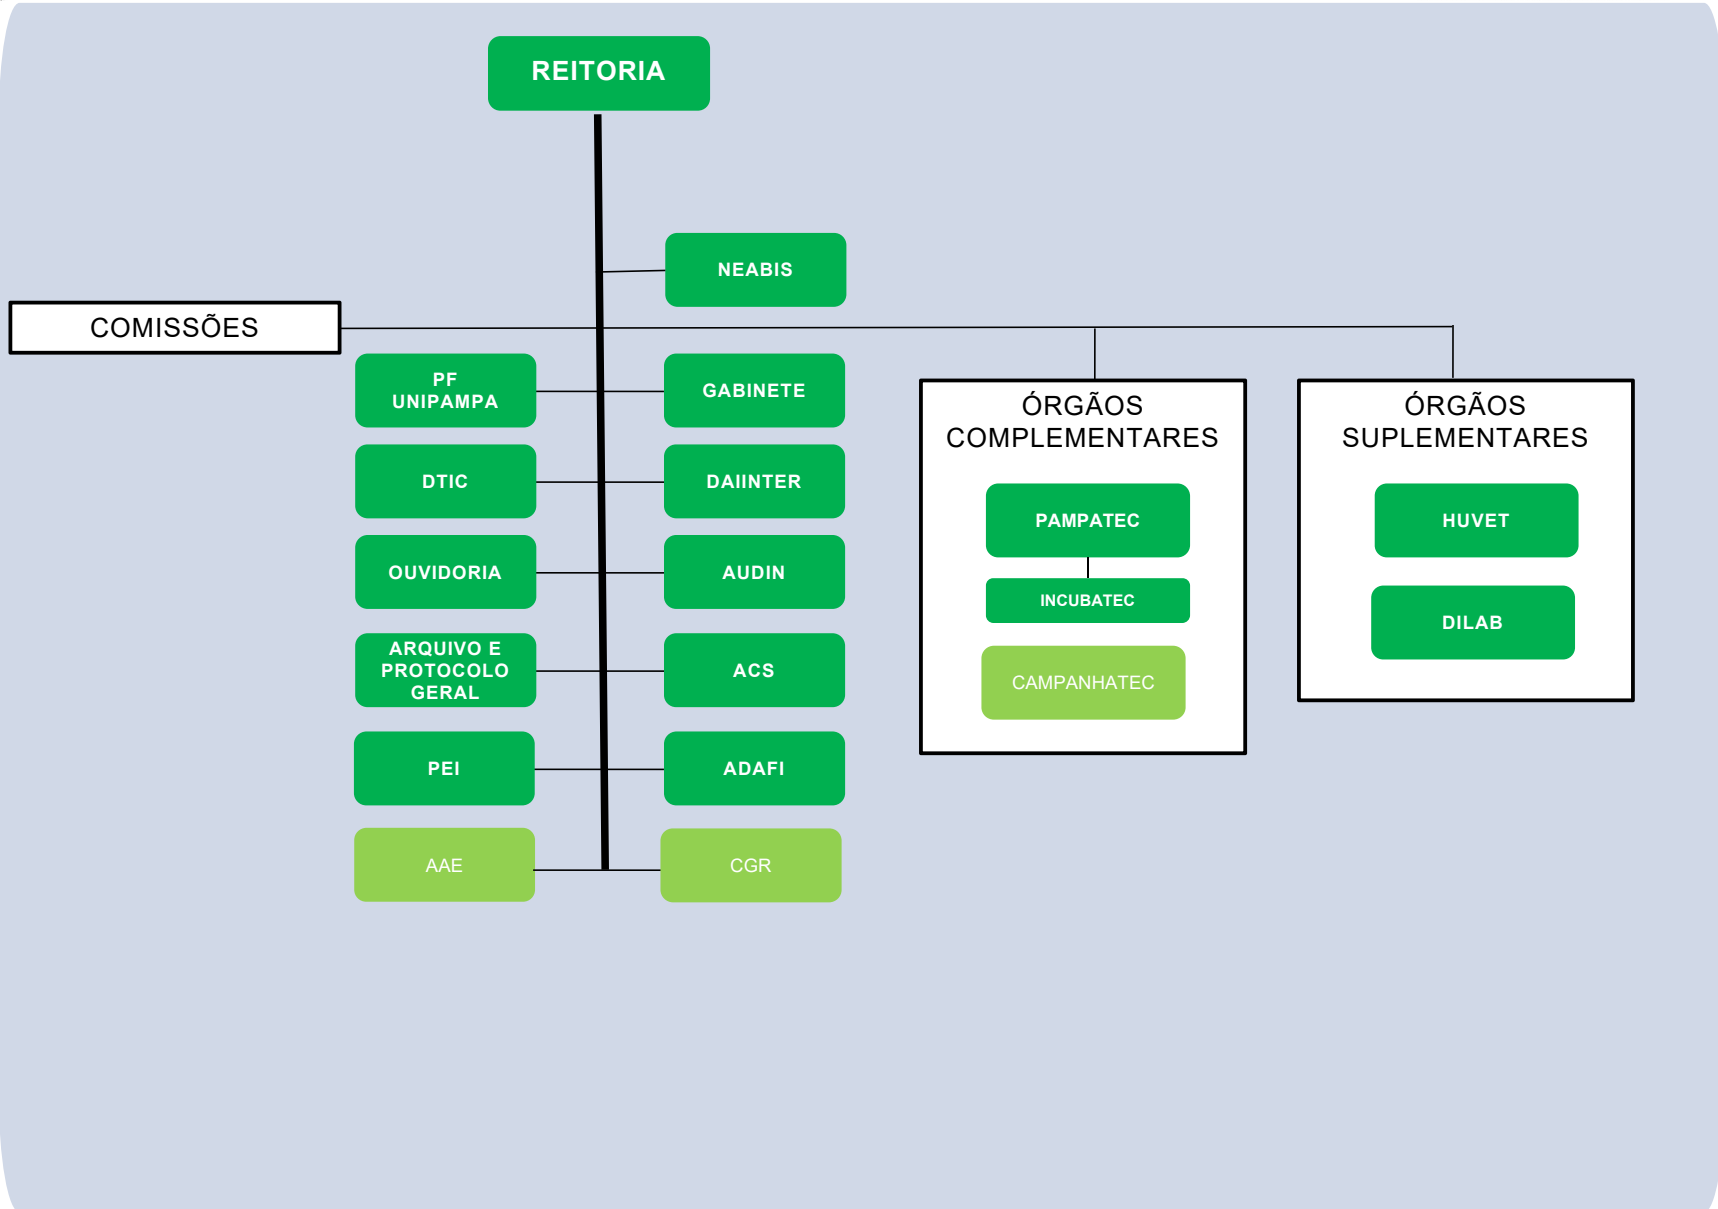 REITORIA
NEABIS
COMISSÕES
PF
UNIPAMPA
GABINETE
DTIC
DAIINTER
OUVIDORIA
AUDIN
ARQUIVO E
PROTOCOLO
GERAL
ACS
PEI
ADAFI
AAE
CGR
ÓRGÃOS
COMPLEMENTARES
PAMPATEC
INCUBATEC
CAMPANHATEC
ÓRGÃOS
SUPLEMENTARES
HUVET
DILAB